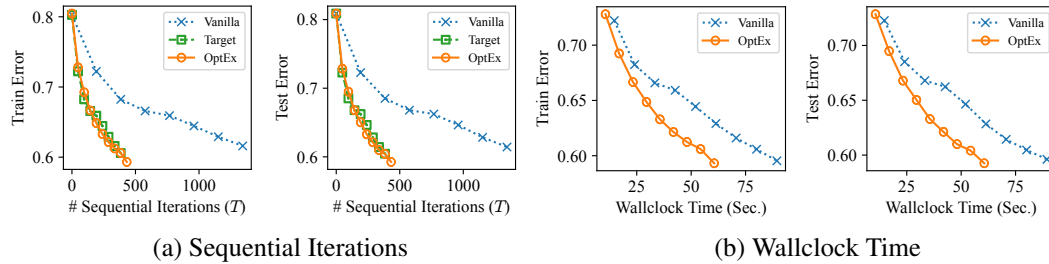 Train Error
0.8
0.7
0.6
Vanilla
Target
OptEx
0 500 1000
# Sequential Iterations (T)
Test Error
0.8
0.7
0.6
Vanilla
Target
OptEx
0 500 1000
# Sequential Iterations (T)
(a) Sequential Iterations
Train Error
0.70
0.65
0.60
Vanilla
OptEx
25 50 75
Wallclock Time (Sec.)
Test Error
0.70
0.65
0.60
Vanilla
OptEx
25 50 75
Wallclock Time (Sec.)
(b) Wallclock Time